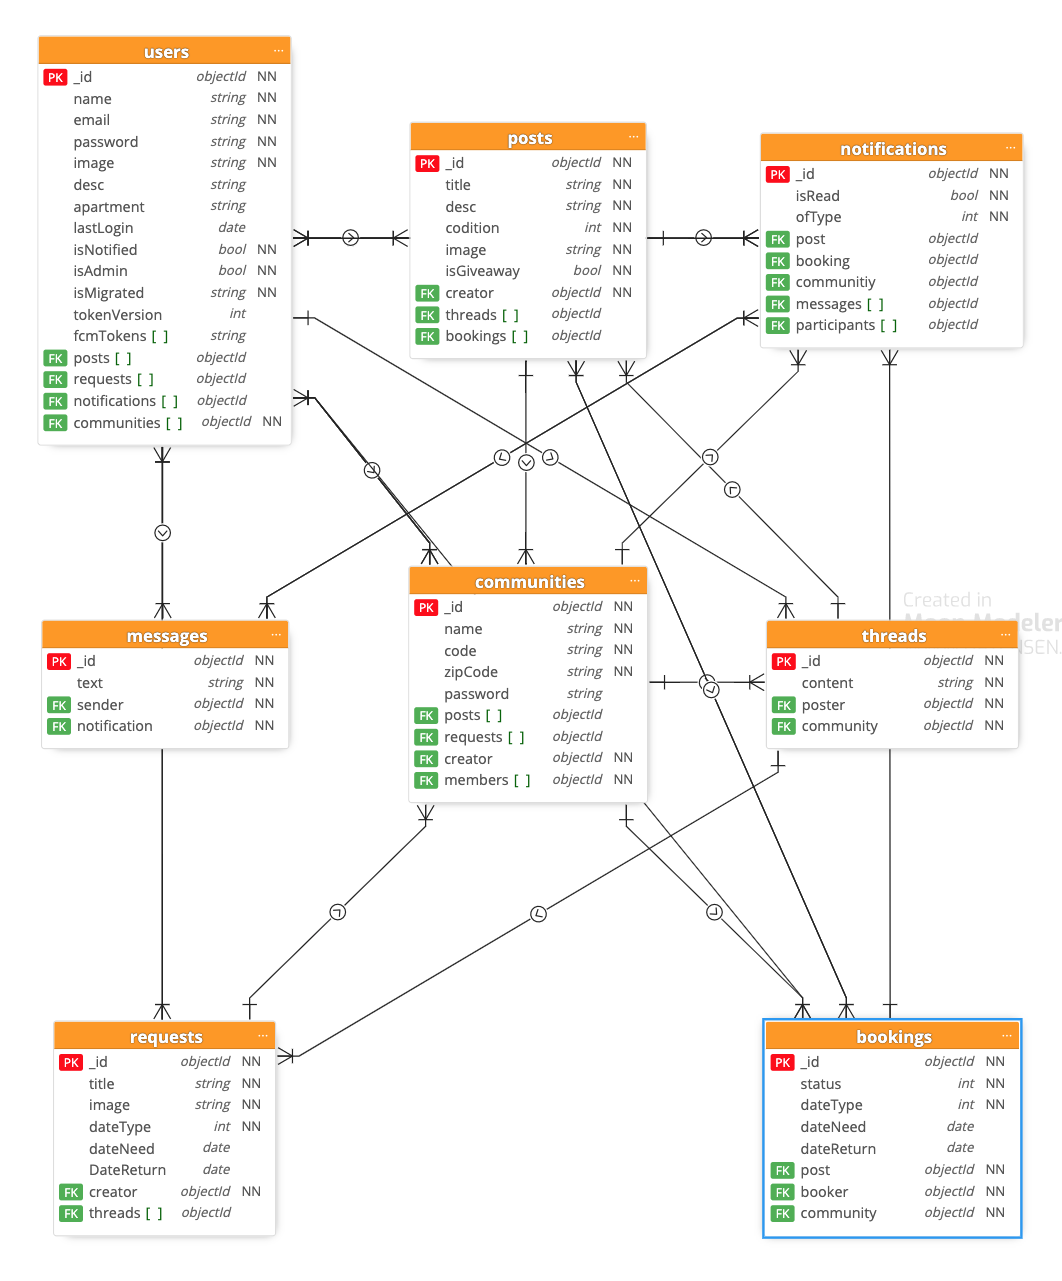 users ...
PK _id objectId NN
name string NN
email string NN
password string NN
image string NN
desc string
apartment string
lastLogin date
isNotified bool NN
isAdmin bool NN
isMigrated string NN
tokenVersion int
fcmTokens [ ] string
FK posts [ ] objectId
FK requests [ ] objectId
FK notifications [ ] objectId
FK communities [ ] objectId NN
posts ...
PK _id objectId NN
title string NN
desc string NN
codition int NN
image string NN
isGiveaway bool NN
FK creator objectId NN
FK threads [ ] objectId
FK bookings [ ] objectId
notifications ...
PK _id objectId NN
isRead bool NN
ofType int NN
FK post objectId
FK booking objectId
FK communitiy objectId
FK messages [ ] objectId
FK participants [ ] objectId
communities ...
PK _id objectId NN
name string NN
code string NN
zipCode string NN
password string
FK posts [ ] objectId
FK requests [ ] objectId
FK creator objectId NN
FK members [ ] objectId NN
Created in
Modeler
SEN.
messages ...
PK _id objectId NN
text string NN
FK sender objectId NN
FK notification objectId NN
threads ...
PK _id objectId NN
content string NN
FK poster objectId NN
FK community objectId NN
requests ...
PK _id objectId NN
title string NN
image string NN
dateType int NN
dateNeed date
DateReturn date
FK creator objectId NN
FK threads [ ] objectId
bookings ...
PK _id objectId NN
status int NN
dateType int NN
dateNeed date
dateReturn date
FK post objectId NN
FK booker objectId NN
FK community objectId NN